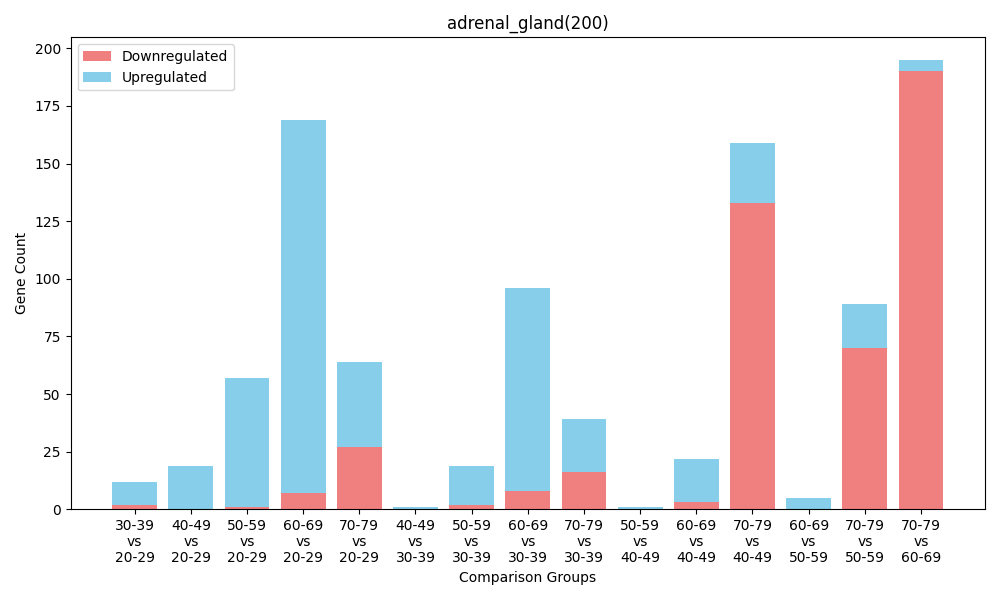 adrenal_gland(200)
Downregulated
Upregulated
200
175
150
125
100
75
50
25
0
Gene Count
30-39
vs
20-29
40-49
vs
20-29
50-59
vs
20-29
60-69
vs
20-29
70-79
vs
20-29
40-49
vs
30-39
50-59
vs
30-39
60-69
vs
30-39
70-79
vs
30-39
50-59
vs
40-49
60-69
vs
40-49
70-79
vs
40-49
60-69
vs
50-59
70-79
vs
50-59
70-79
vs
60-69
Comparison Groups